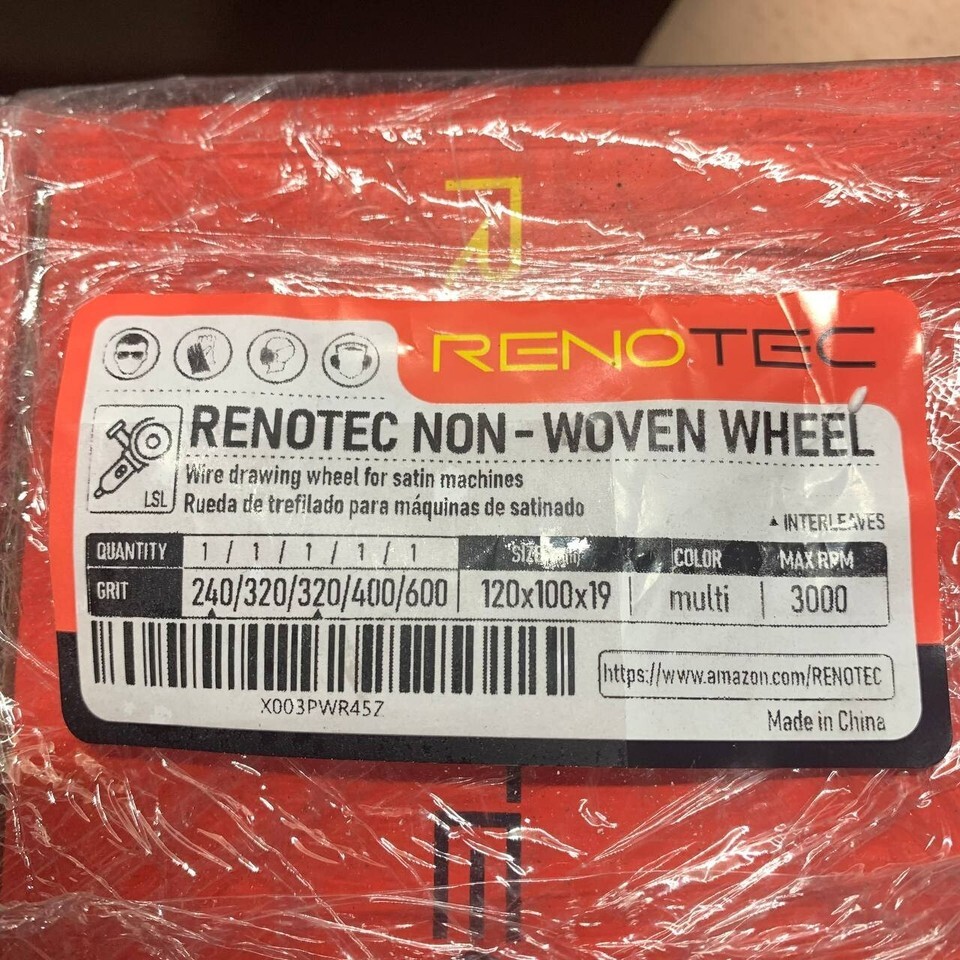 RENOTEC
RENOTEC NON-WOVEN WHEEL
LSL
Wire drawing wheel for satin machines
Rueda de trefilado para máquinas de satinado
▲ INTERLEAVES
QUANTITY 1 / 1 / 1 / 1 / 1 SIZE (mm) COLOR MAX RPM
GRIT 240/320/320/400/600 120x100x19 multi 3000
X003PWR45Z
https://www.amazon.com/RENOTEC
Made in China